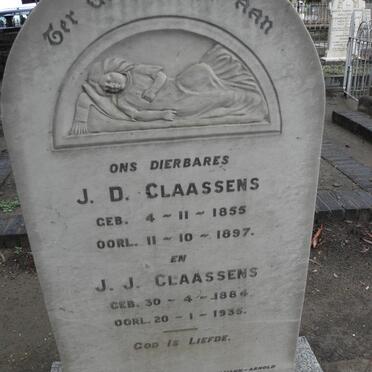 Ter Gedachtenis aan
ONS DIERBARES
J. D. CLAASSENS
GEB. 4-11-1855
OORL. 11-10-1897.
EN
J. J. CLAASSENS
GEB. 30-4-1884.
OORL. 20-1-1935.
GOD IS LIEFDE.